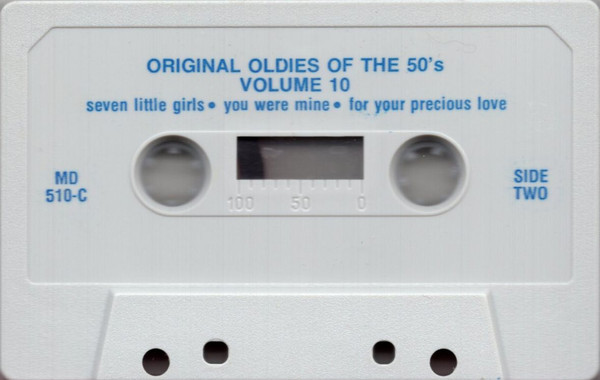 ORIGINAL OLDIES OF THE 50's
VOLUME 10
seven little girls • you were mine • for your precious love
MD
510-C
SIDE
TWO
100 50 0